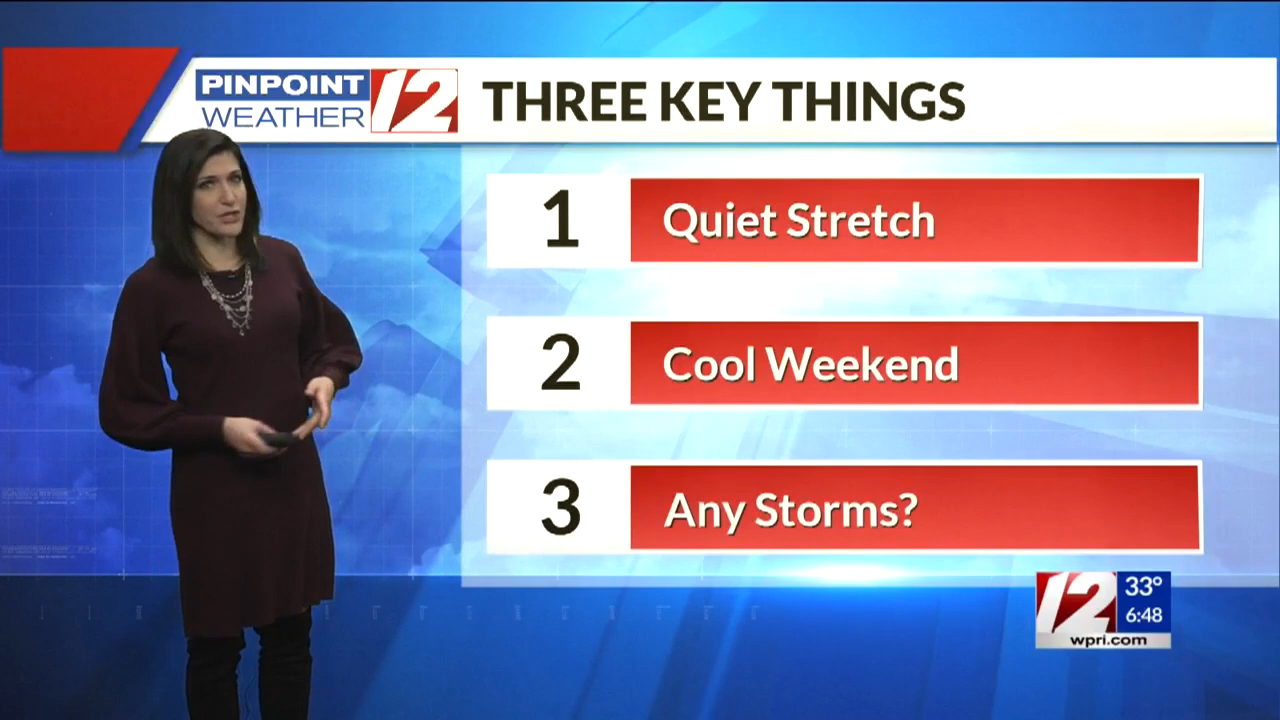 PINPOINT
WEATHER 12
THREE KEY THINGS
1 Quiet Stretch
2 Cool Weekend
3 Any Storms?
12 33°
6:48
wpri.com